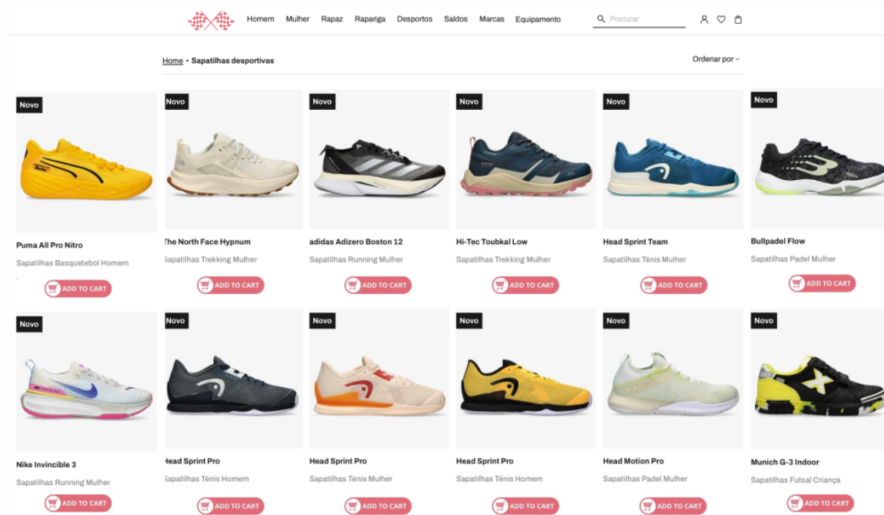 Homem Mulher Rapaz Rapariga Desportos Saldos Marcas Equipamento Procurar
Home • Sapatilhas desportivas Ordenar por
Novo Novo Novo Novo Novo Novo
Puma All Pro Nitro The North Face Hypnum adidas Adizero Boston 12 Hi-Tec Toubkal Low Head Sprint Team Bullpadel Flow
Sapatilhas Basquetebol Homem Sapatilhas Trekking Mulher Sapatilhas Running Mulher Sapatilhas Trekking Mulher Sapatilhas Ténis Mulher Sapatilhas Padel Mulher
ADD TO CART ADD TO CART ADD TO CART ADD TO CART ADD TO CART ADD TO CART
Novo Novo Novo Novo Novo Novo
Nike Invincible 3 Head Sprint Pro Head Sprint Pro Head Sprint Pro Head Motion Pro Munich G-3 Indoor
Sapatilhas Running Mulher Sapatilhas Ténis Homem Sapatilhas Ténis Mulher Sapatilhas Ténis Homem Sapatilhas Padel Mulher Sapatilhas Futsal Criança
ADD TO CART ADD TO CART ADD TO CART ADD TO CART ADD TO CART ADD TO CART